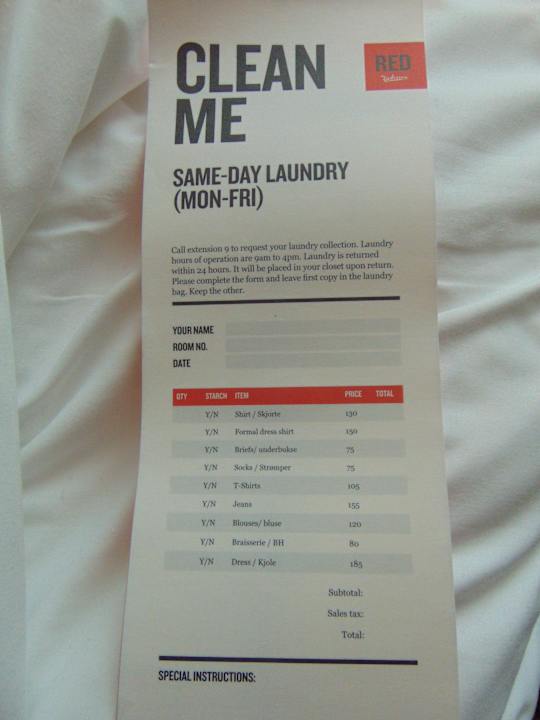 CLEAN
ME
RED
Radisson
SAME-DAY LAUNDRY
(MON-FRI)
Call extension 9 to request your laundry collection. Laundry
hours of operation are 9am to 4pm. Laundry is returned
within 24 hours. It will be placed in your closet upon return.
Please complete the form and leave first copy in the laundry
bag. Keep the other.
YOUR NAME
ROOM NO.
DATE
QTY STARCH ITEM PRICE TOTAL
Y/N Shirt / Skjorte 130
Y/N Formal dress shirt 150
Y/N Briefs/ underbukse 75
Y/N Socks / Strømper 75
Y/N T-Shirts 105
Y/N Jeans 155
Y/N Blouses/ bluse 120
Y/N Braisserie / BH 80
Y/N Dress / Kjole 185
Subtotal:
Sales tax:
Total:
SPECIAL INSTRUCTIONS: